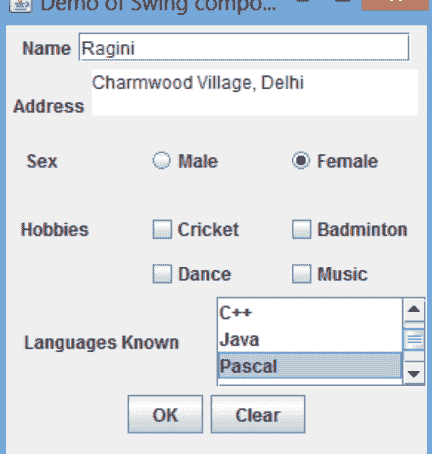 Demo of Swing compo...
Name Ragini
Charmwood Village, Delhi
Address
Sex Male Female
Hobbies Cricket Badminton
Dance Music
C++
Java
Languages Known
Pascal
OK Clear